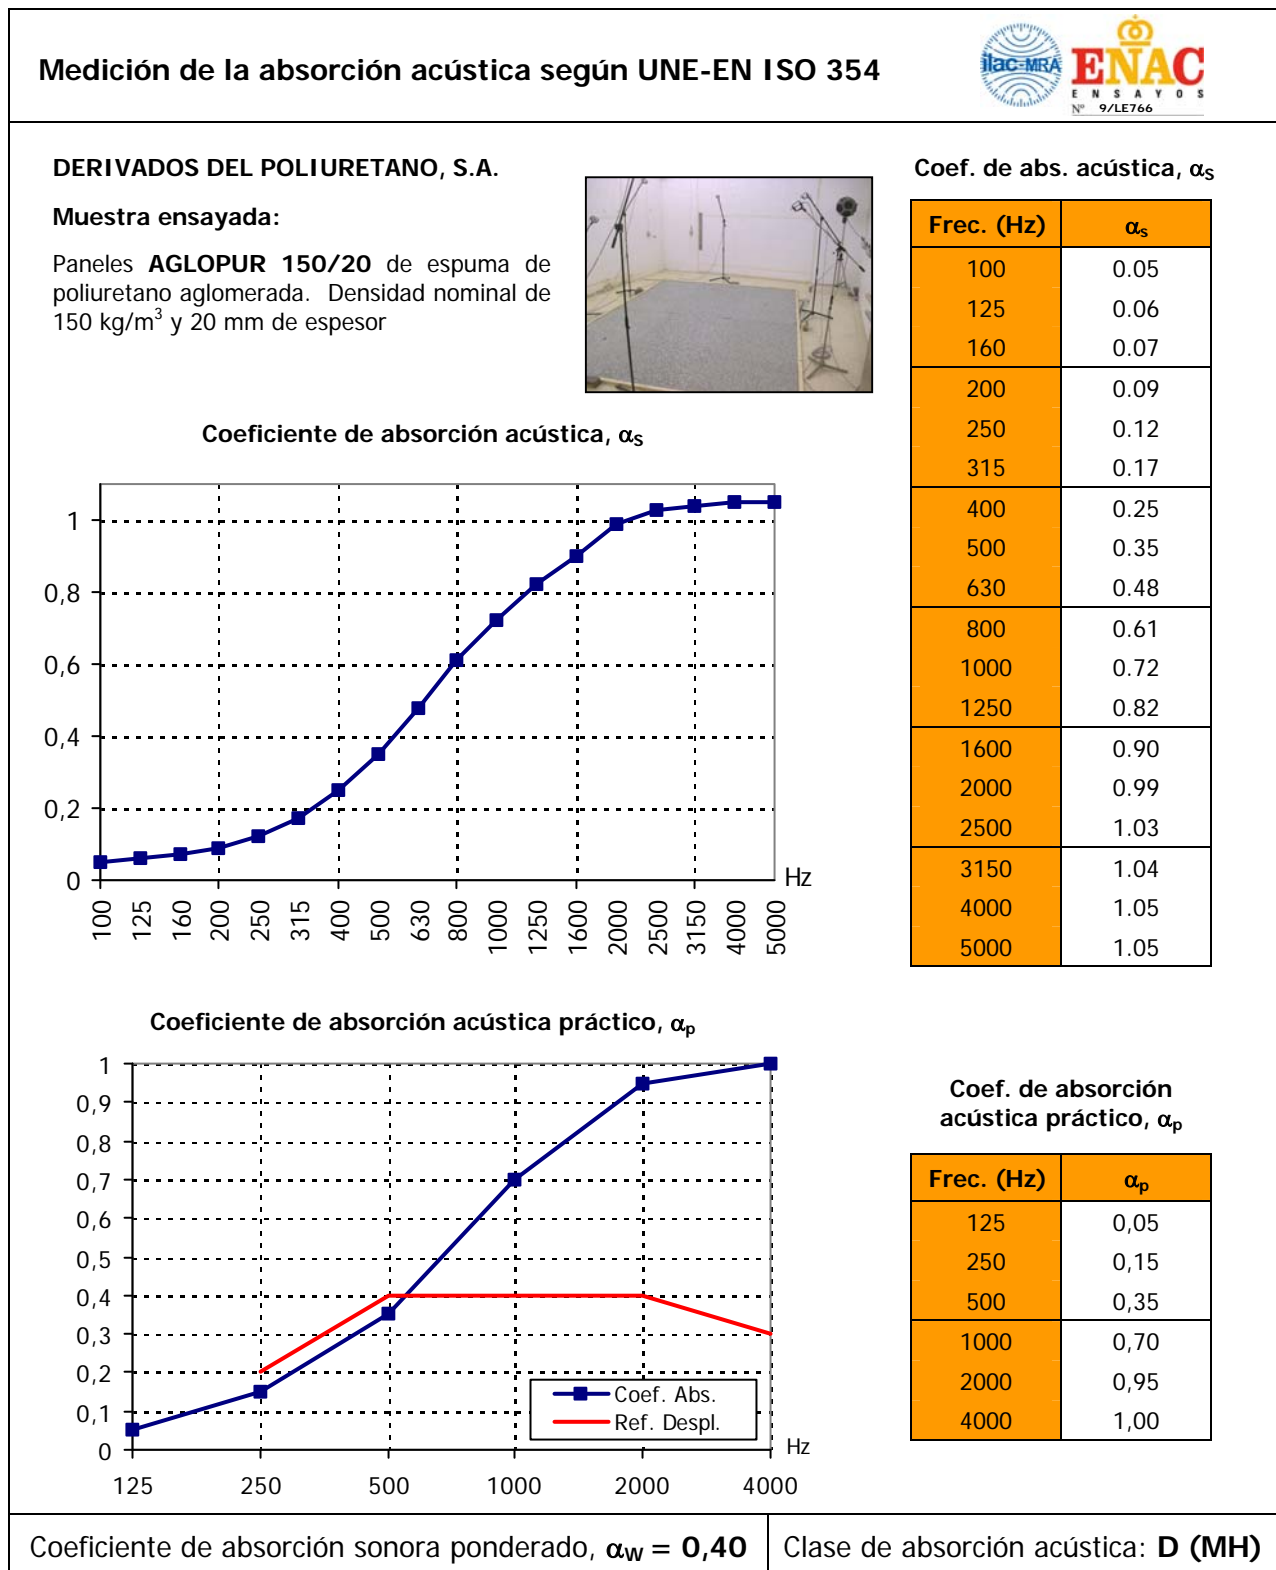 Medición de la absorción acústica según UNE-EN ISO 354
ilac-MRA
ENAC
ENSAYOS
Nº 9/LE766
DERIVADOS DEL POLIURETANO, S.A.
Muestra ensayada:
Paneles AGLOPUR 150/20 de espuma de
poliuretano aglomerada. Densidad nominal de
150 kg/m³ y 20 mm de espesor
Coef. de abs. acústica, αs
Frec. (Hz) αs
100 0.05
125 0.06
160 0.07
200 0.09
250 0.12
315 0.17
400 0.25
500 0.35
630 0.48
800 0.61
1000 0.72
1250 0.82
1600 0.90
2000 0.99
2500 1.03
3150 1.04
4000 1.05
5000 1.05
Coeficiente de absorción acústica, αs
1
0,8
0,6
0,4
0,2
0
Hz
100 125 160 200 250 315 400 500 630 800 1000 1250 1600 2000 2500 3150 4000 5000
Coeficiente de absorción acústica práctico, αp
1
0,9
0,8
0,7
0,6
0,5
0,4
0,3
0,2
0,1
0
Coef. Abs.
Ref. Despl.
Hz
125 250 500 1000 2000 4000
Coef. de absorción
acústica práctico, αp
Frec. (Hz) αp
125 0,05
250 0,15
500 0,35
1000 0,70
2000 0,95
4000 1,00
Coeficiente de absorción sonora ponderado, αW = 0,40
Clase de absorción acústica: D (MH)